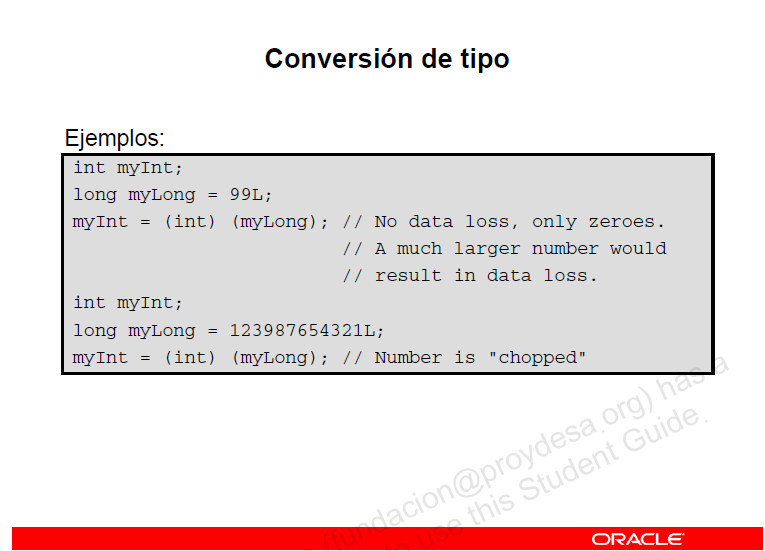 Conversión de tipo
Ejemplos:
int myInt;
long myLong = 99L;
myInt = (int) (myLong); // No data loss, only zeroes.
// A much larger number would
// result in data loss.
int myInt;
long myLong = 123987654321L;
myInt = (int) (myLong); // Number is "chopped"
(fundacion@proydesa.org) has a
to use this Student Guide.
ORACLE